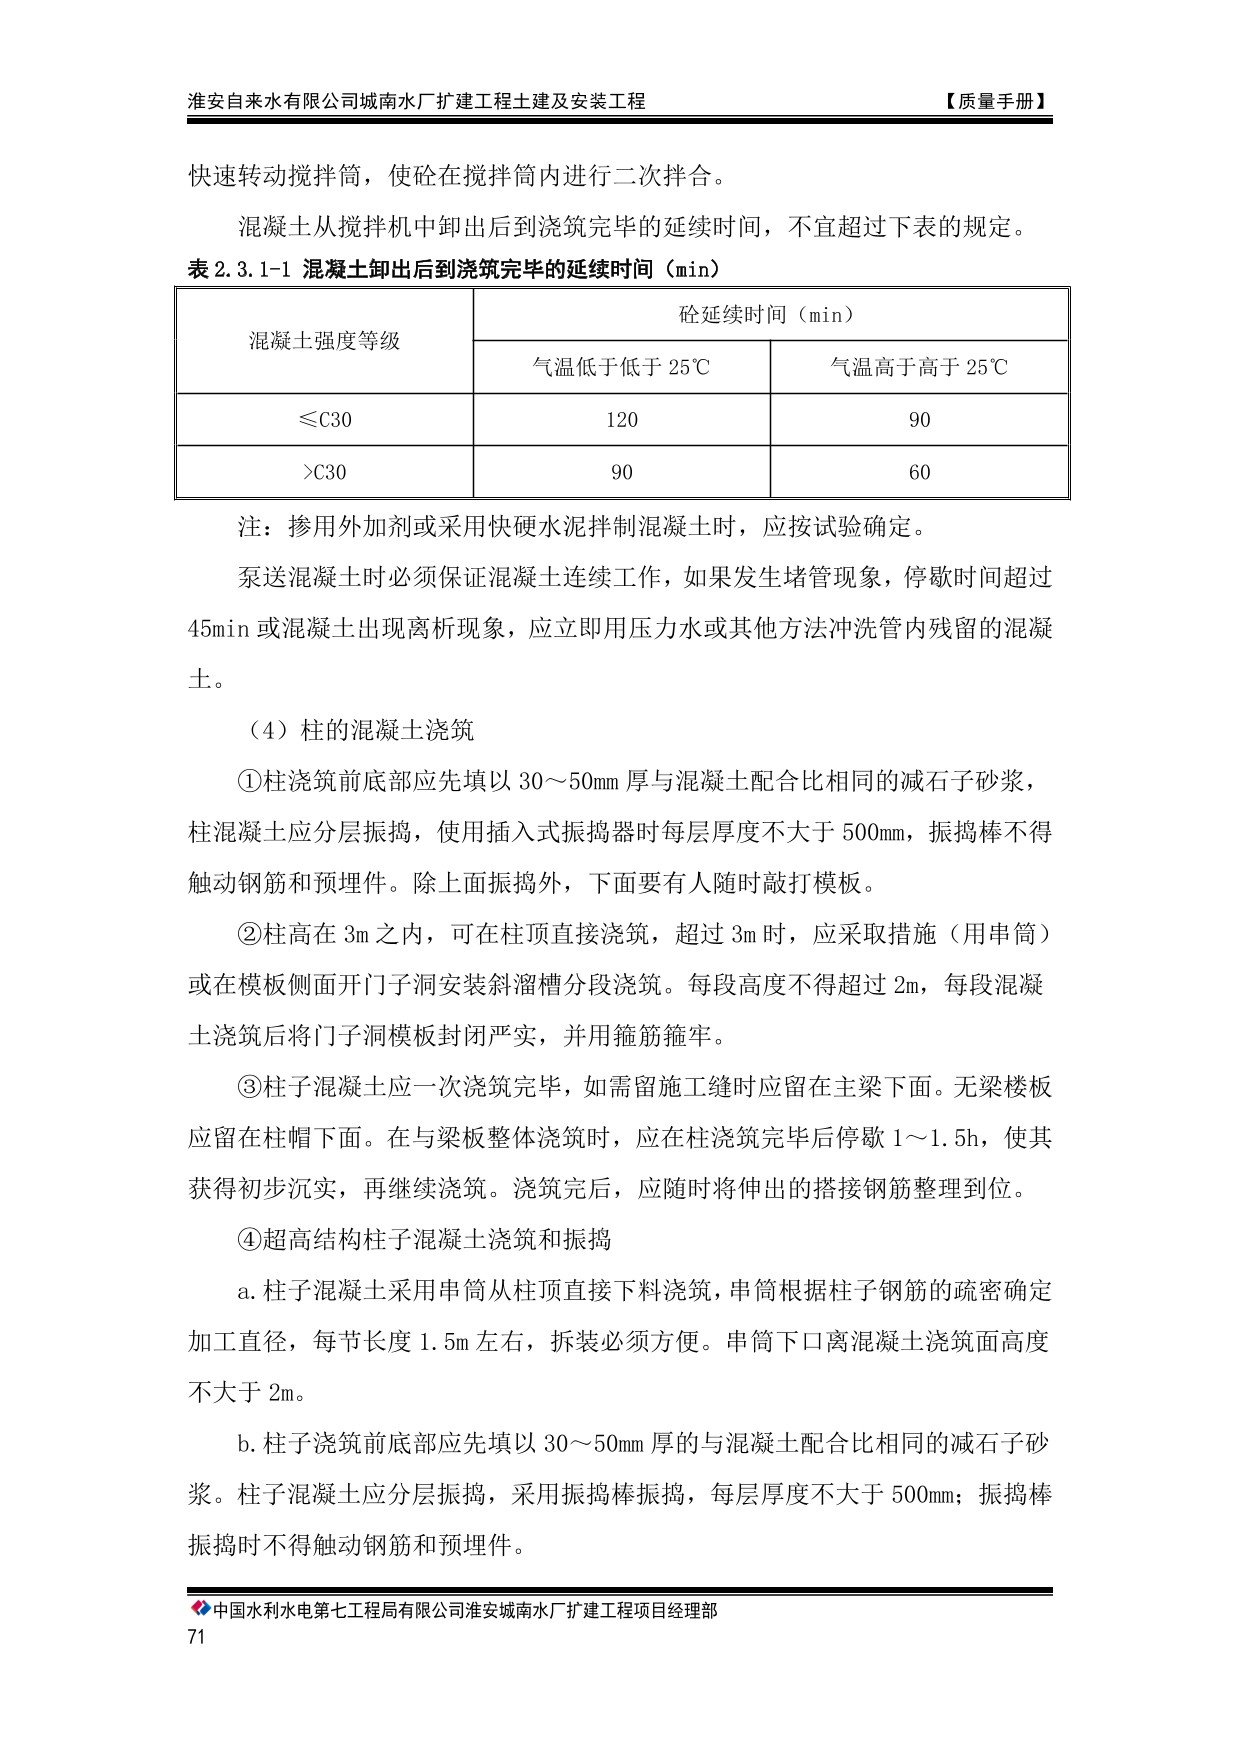 淮安自来水有限公司城南水厂扩建工程土建及安装工程 【质量手册】
快速转动搅拌筒，使砼在搅拌筒内进行二次拌合。
混凝土从搅拌机中卸出后到浇筑完毕的延续时间，不宜超过下表的规定。
表2.3.1-1 混凝土卸出后到浇筑完毕的延续时间（min）
混凝土强度等级
砼延续时间（min）
气温低于低于 25℃ 气温高于高于 25℃
≤C30 120 90
>C30 90 60
注：掺用外加剂或采用快硬水泥拌制混凝土时，应按试验确定。
泵送混凝土时必须保证混凝土连续工作，如果发生堵管现象，停歇时间超过
45min 或混凝土出现离析现象，应立即用压力水或其他方法冲洗管内残留的混凝
土。
（4）柱的混凝土浇筑
①柱浇筑前底部应先填以 30～50mm 厚与混凝土配合比相同的减石子砂浆，
柱混凝土应分层振捣，使用插入式振捣器时每层厚度不大于 500mm，振捣棒不得
触动钢筋和预埋件。除上面振捣外，下面要有人随时敲打模板。
②柱高在 3m 之内，可在柱顶直接浇筑，超过 3m 时，应采取措施（用串筒）
或在模板侧面开门子洞安装斜溜槽分段浇筑。每段高度不得超过 2m，每段混凝
土浇筑后将门子洞模板封闭严实，并用箍筋箍牢。
③柱子混凝土应一次浇筑完毕，如需留施工缝时应留在主梁下面。无梁楼板
应留在柱帽下面。在与梁板整体浇筑时，应在柱浇筑完毕后停歇 1～1.5h，使其
获得初步沉实，再继续浇筑。浇筑完后，应随时将伸出的搭接钢筋整理到位。
④超高结构柱子混凝土浇筑和振捣
a.柱子混凝土采用串筒从柱顶直接下料浇筑，串筒根据柱子钢筋的疏密确定
加工直径，每节长度 1.5m 左右，拆装必须方便。串筒下口离混凝土浇筑面高度
不大于 2m。
b.柱子浇筑前底部应先填以 30～50mm 厚的与混凝土配合比相同的减石子砂
浆。柱子混凝土应分层振捣，采用振捣棒振捣，每层厚度不大于 500mm；振捣棒
振捣时不得触动钢筋和预埋件。
中国水利水电第七工程局有限公司淮安城南水厂扩建工程项目经理部
71